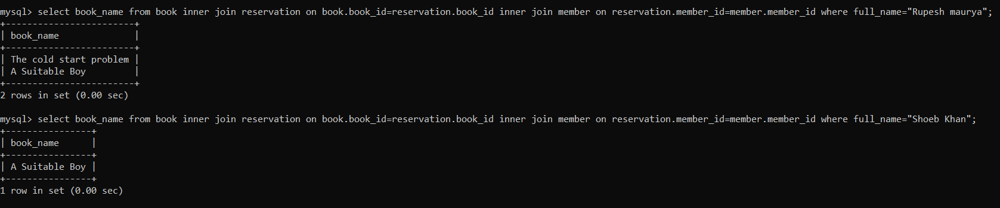 mysql> select book_name from book inner join reservation on book.book_id=reservation.book_id inner join member on reservation.member_id=member.member_id where full_name="Rupesh maurya";
+------------------------+
| book_name              |
+------------------------+
| The cold start problem |
| A Suitable Boy         |
+------------------------+
2 rows in set (0.00 sec)
mysql> select book_name from book inner join reservation on book.book_id=reservation.book_id inner join member on reservation.member_id=member.member_id where full_name="Shoeb Khan";
+----------------+
| book_name      |
+----------------+
| A Suitable Boy |
+----------------+
1 row in set (0.00 sec)